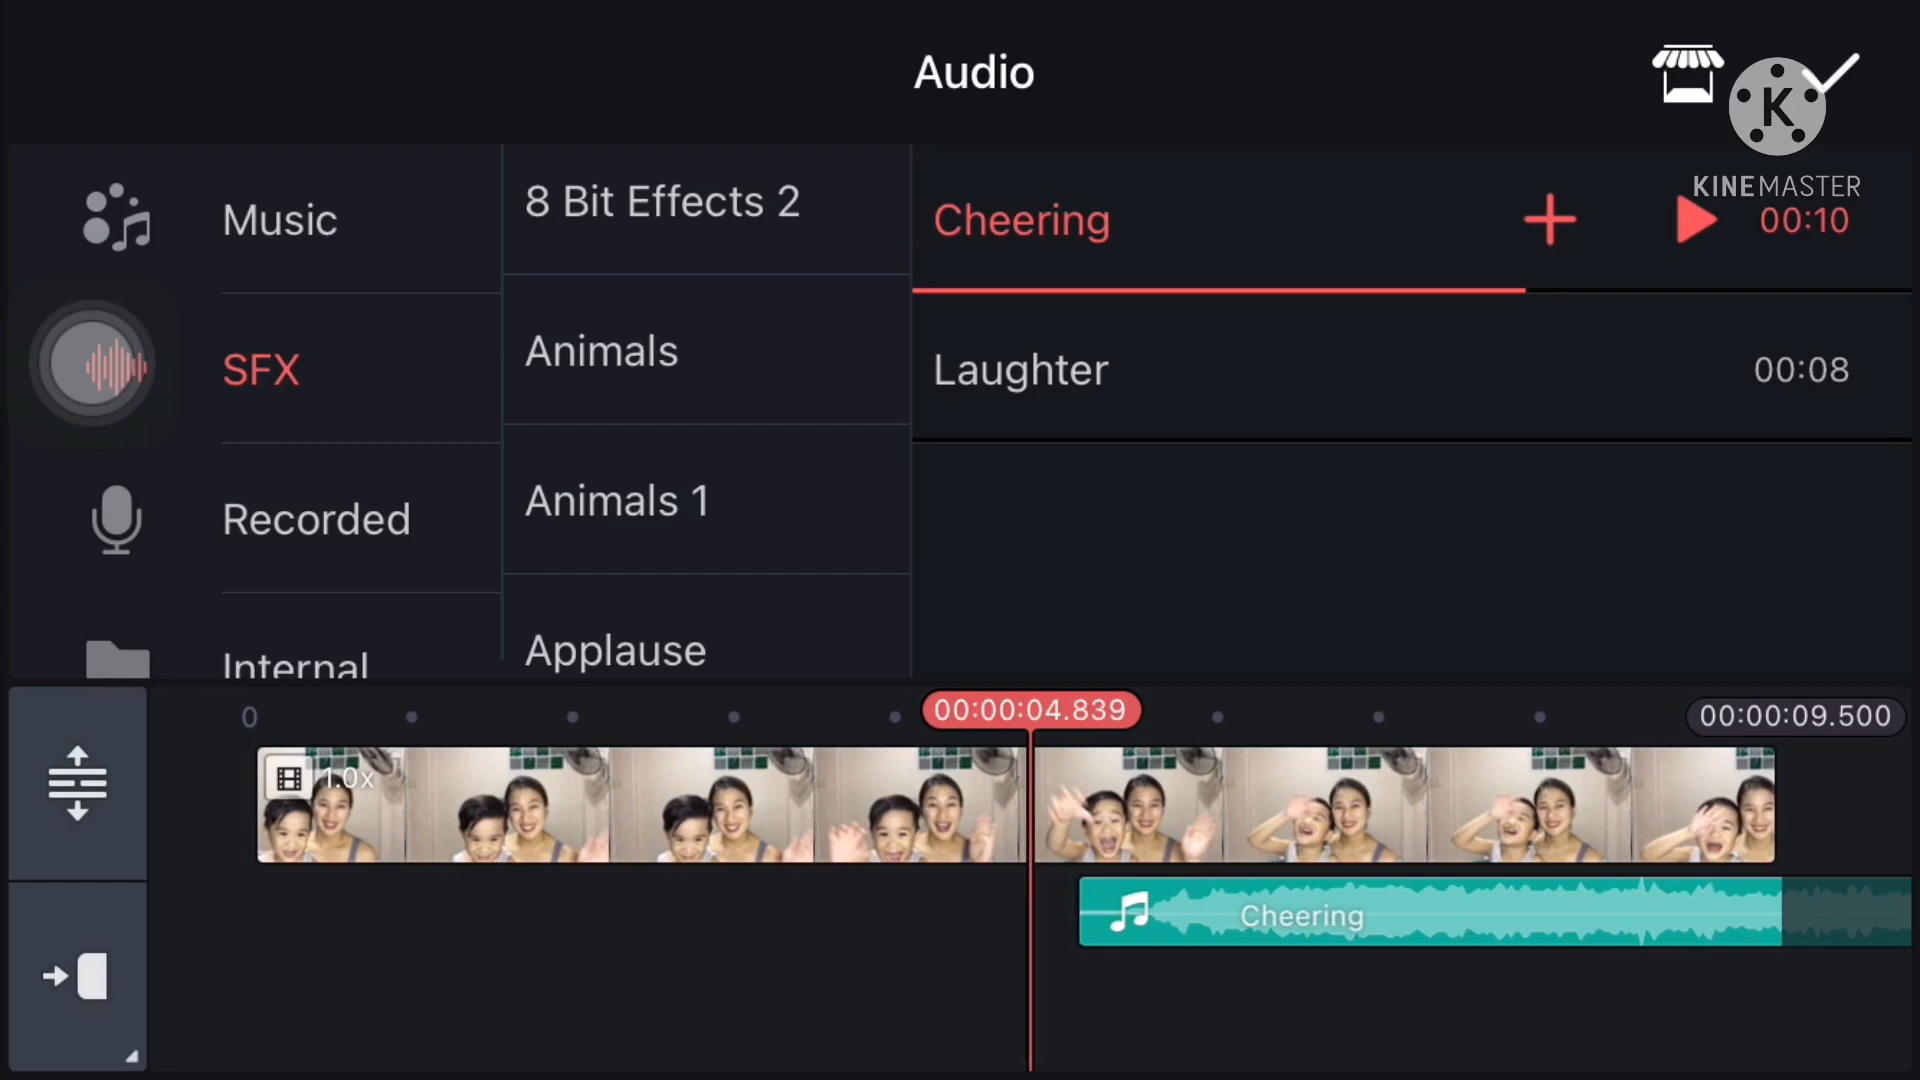 Audio
K
KINEMASTER
Music
SFX
Recorded
Internal
8 Bit Effects 2
Animals
Animals 1
Applause
Cheering
00:10
Laughter
00:08
0
00:00:04.839
00:00:09.500
1.0x
Cheering